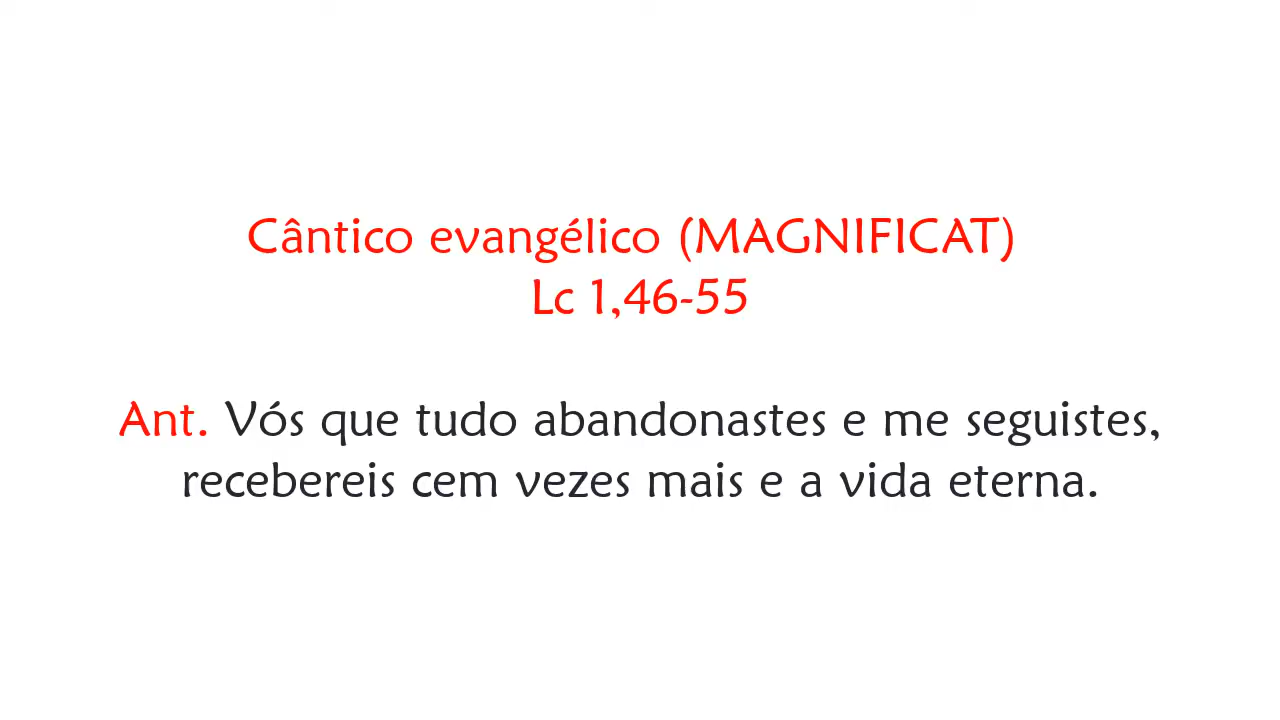 Cântico evangélico (MAGNIFICAT)
Lc 1,46-55
Ant. Vós que tudo abandonastes e me seguistes,
recebereis cem vezes mais e a vida eterna.